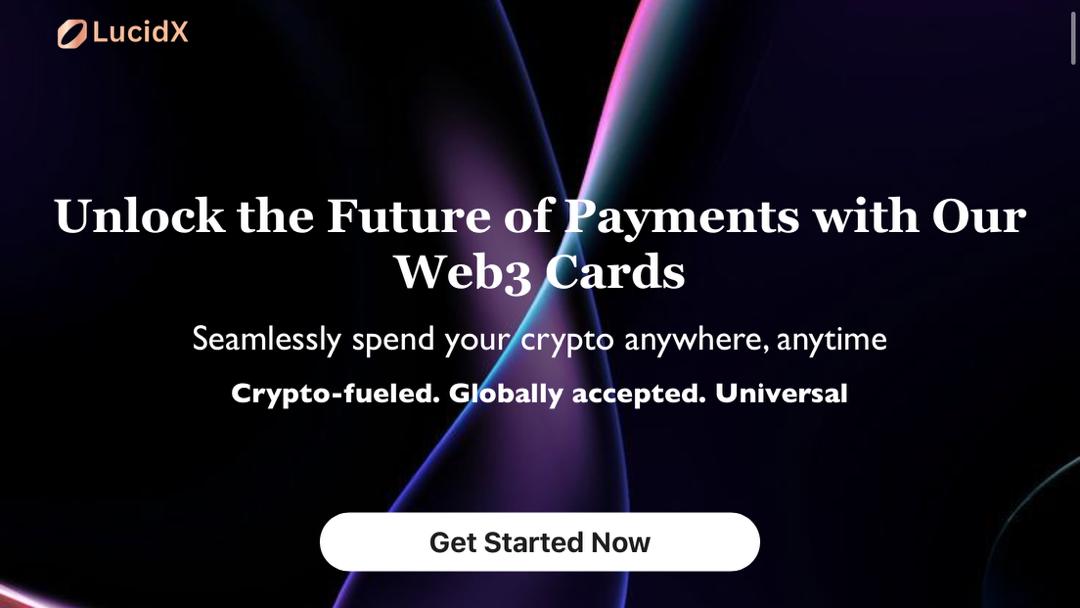 LucidX
Unlock the Future of Payments with Our
Web3 Cards
Seamlessly spend your crypto anywhere, anytime
Crypto-fueled. Globally accepted. Universal
Get Started Now